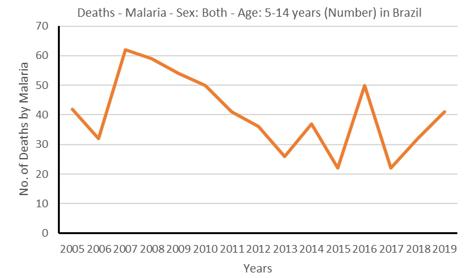 Deaths - Malaria - Sex: Both - Age: 5-14 years (Number) in Brazil
70
60
50
40
30
20
10
0
No. of Deaths by Malaria
2005 2006 2007 2008 2009 2010 2011 2012 2013 2014 2015 2016 2017 2018 2019
Years